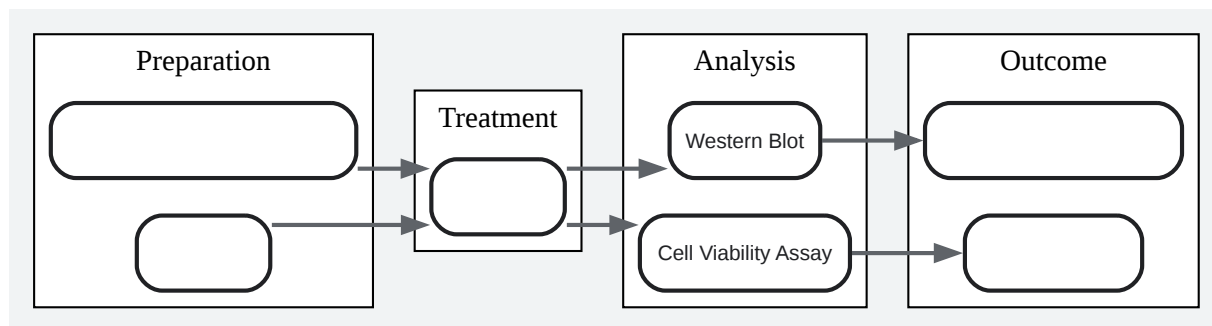 Preparation
Treatment
Analysis
Western Blot
Cell Viability Assay
Outcome